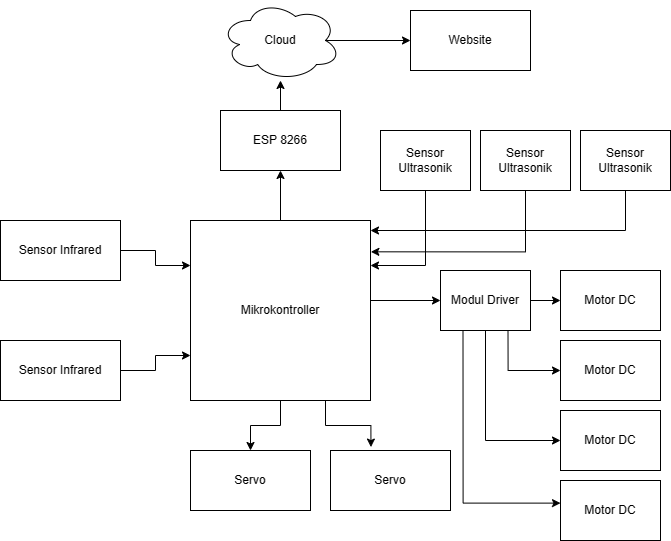 Cloud
Website
ESP 8266
Sensor
Ultrasonik
Sensor
Ultrasonik
Sensor
Ultrasonik
Sensor Infrared
Mikrokontroller
Modul Driver
Motor DC
Sensor Infrared
Motor DC
Motor DC
Servo
Servo
Motor DC